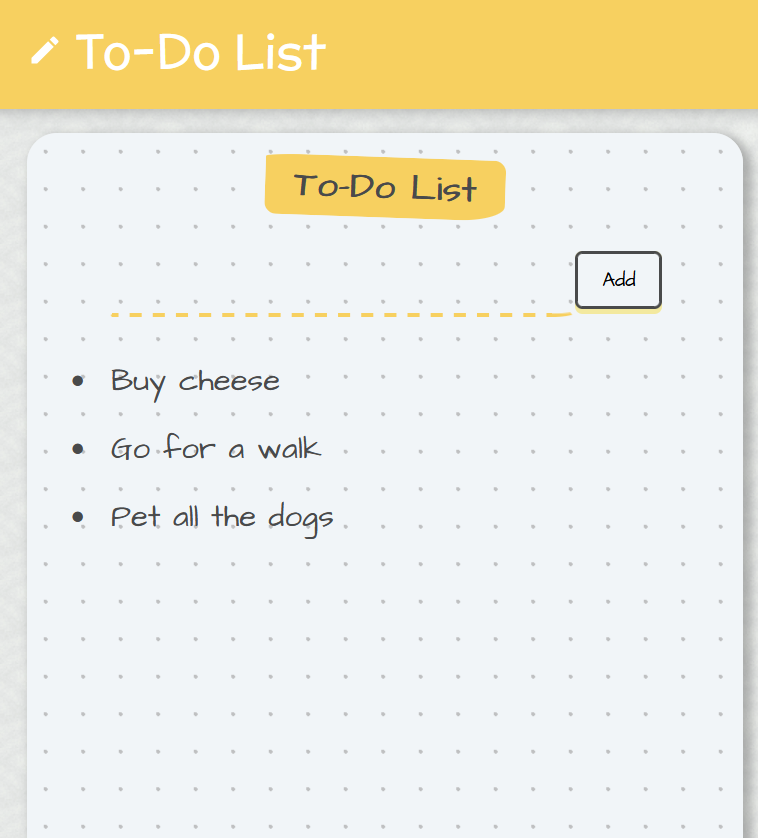 To-Do List
To-Do List
Add
Buy cheese
Go for a walk
Pet all the dogs